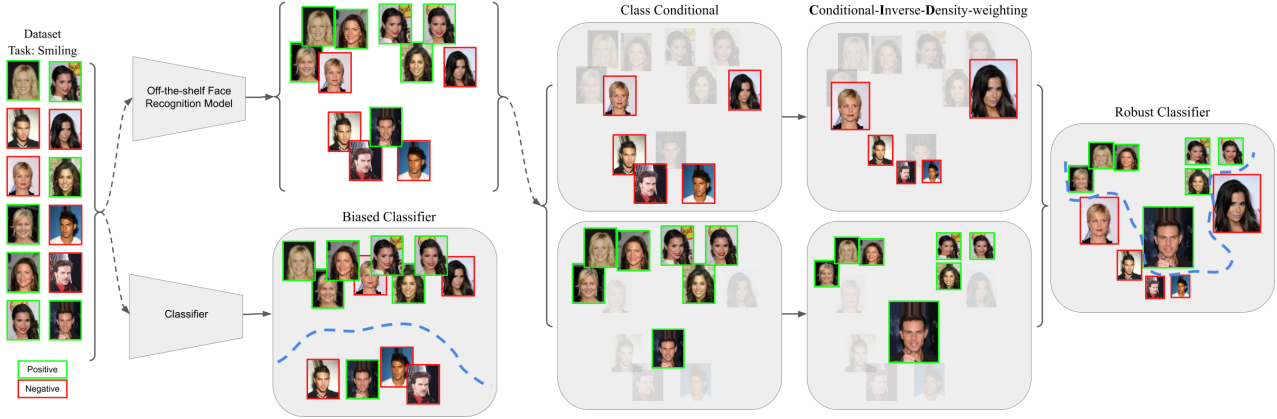 Dataset
Task: Smiling
Off-the-shelf Face
Recognition Model
Classifier
Positive
Negative
Biased Classifier
Class Conditional
Conditional-Inverse-Density-weighting
Robust Classifier